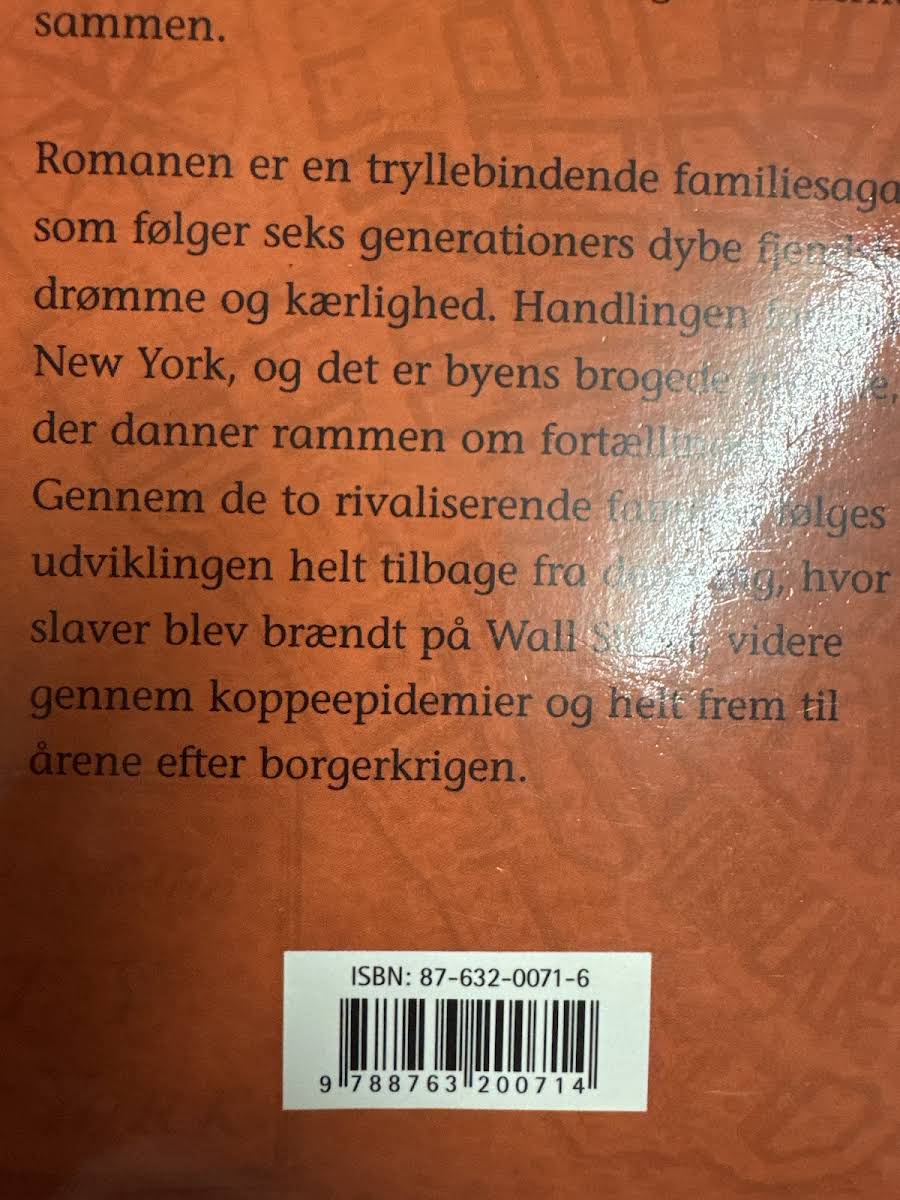 sammen.
Romanen er en tryllebindende familiesaga
som følger seks generationers dybe
drømme og kærlighed. Handlingen
New York, og det er byens brogede
der danner rammen om
Gennem de to rivaliserende følges
udviklingen helt tilbage fra hvor
slaver blev brændt på Wall Street, videre
gennem koppeepidemier og helt frem til
årene efter borgerkrigen.
ISBN: 87-632-0071-6
9 788763 200714